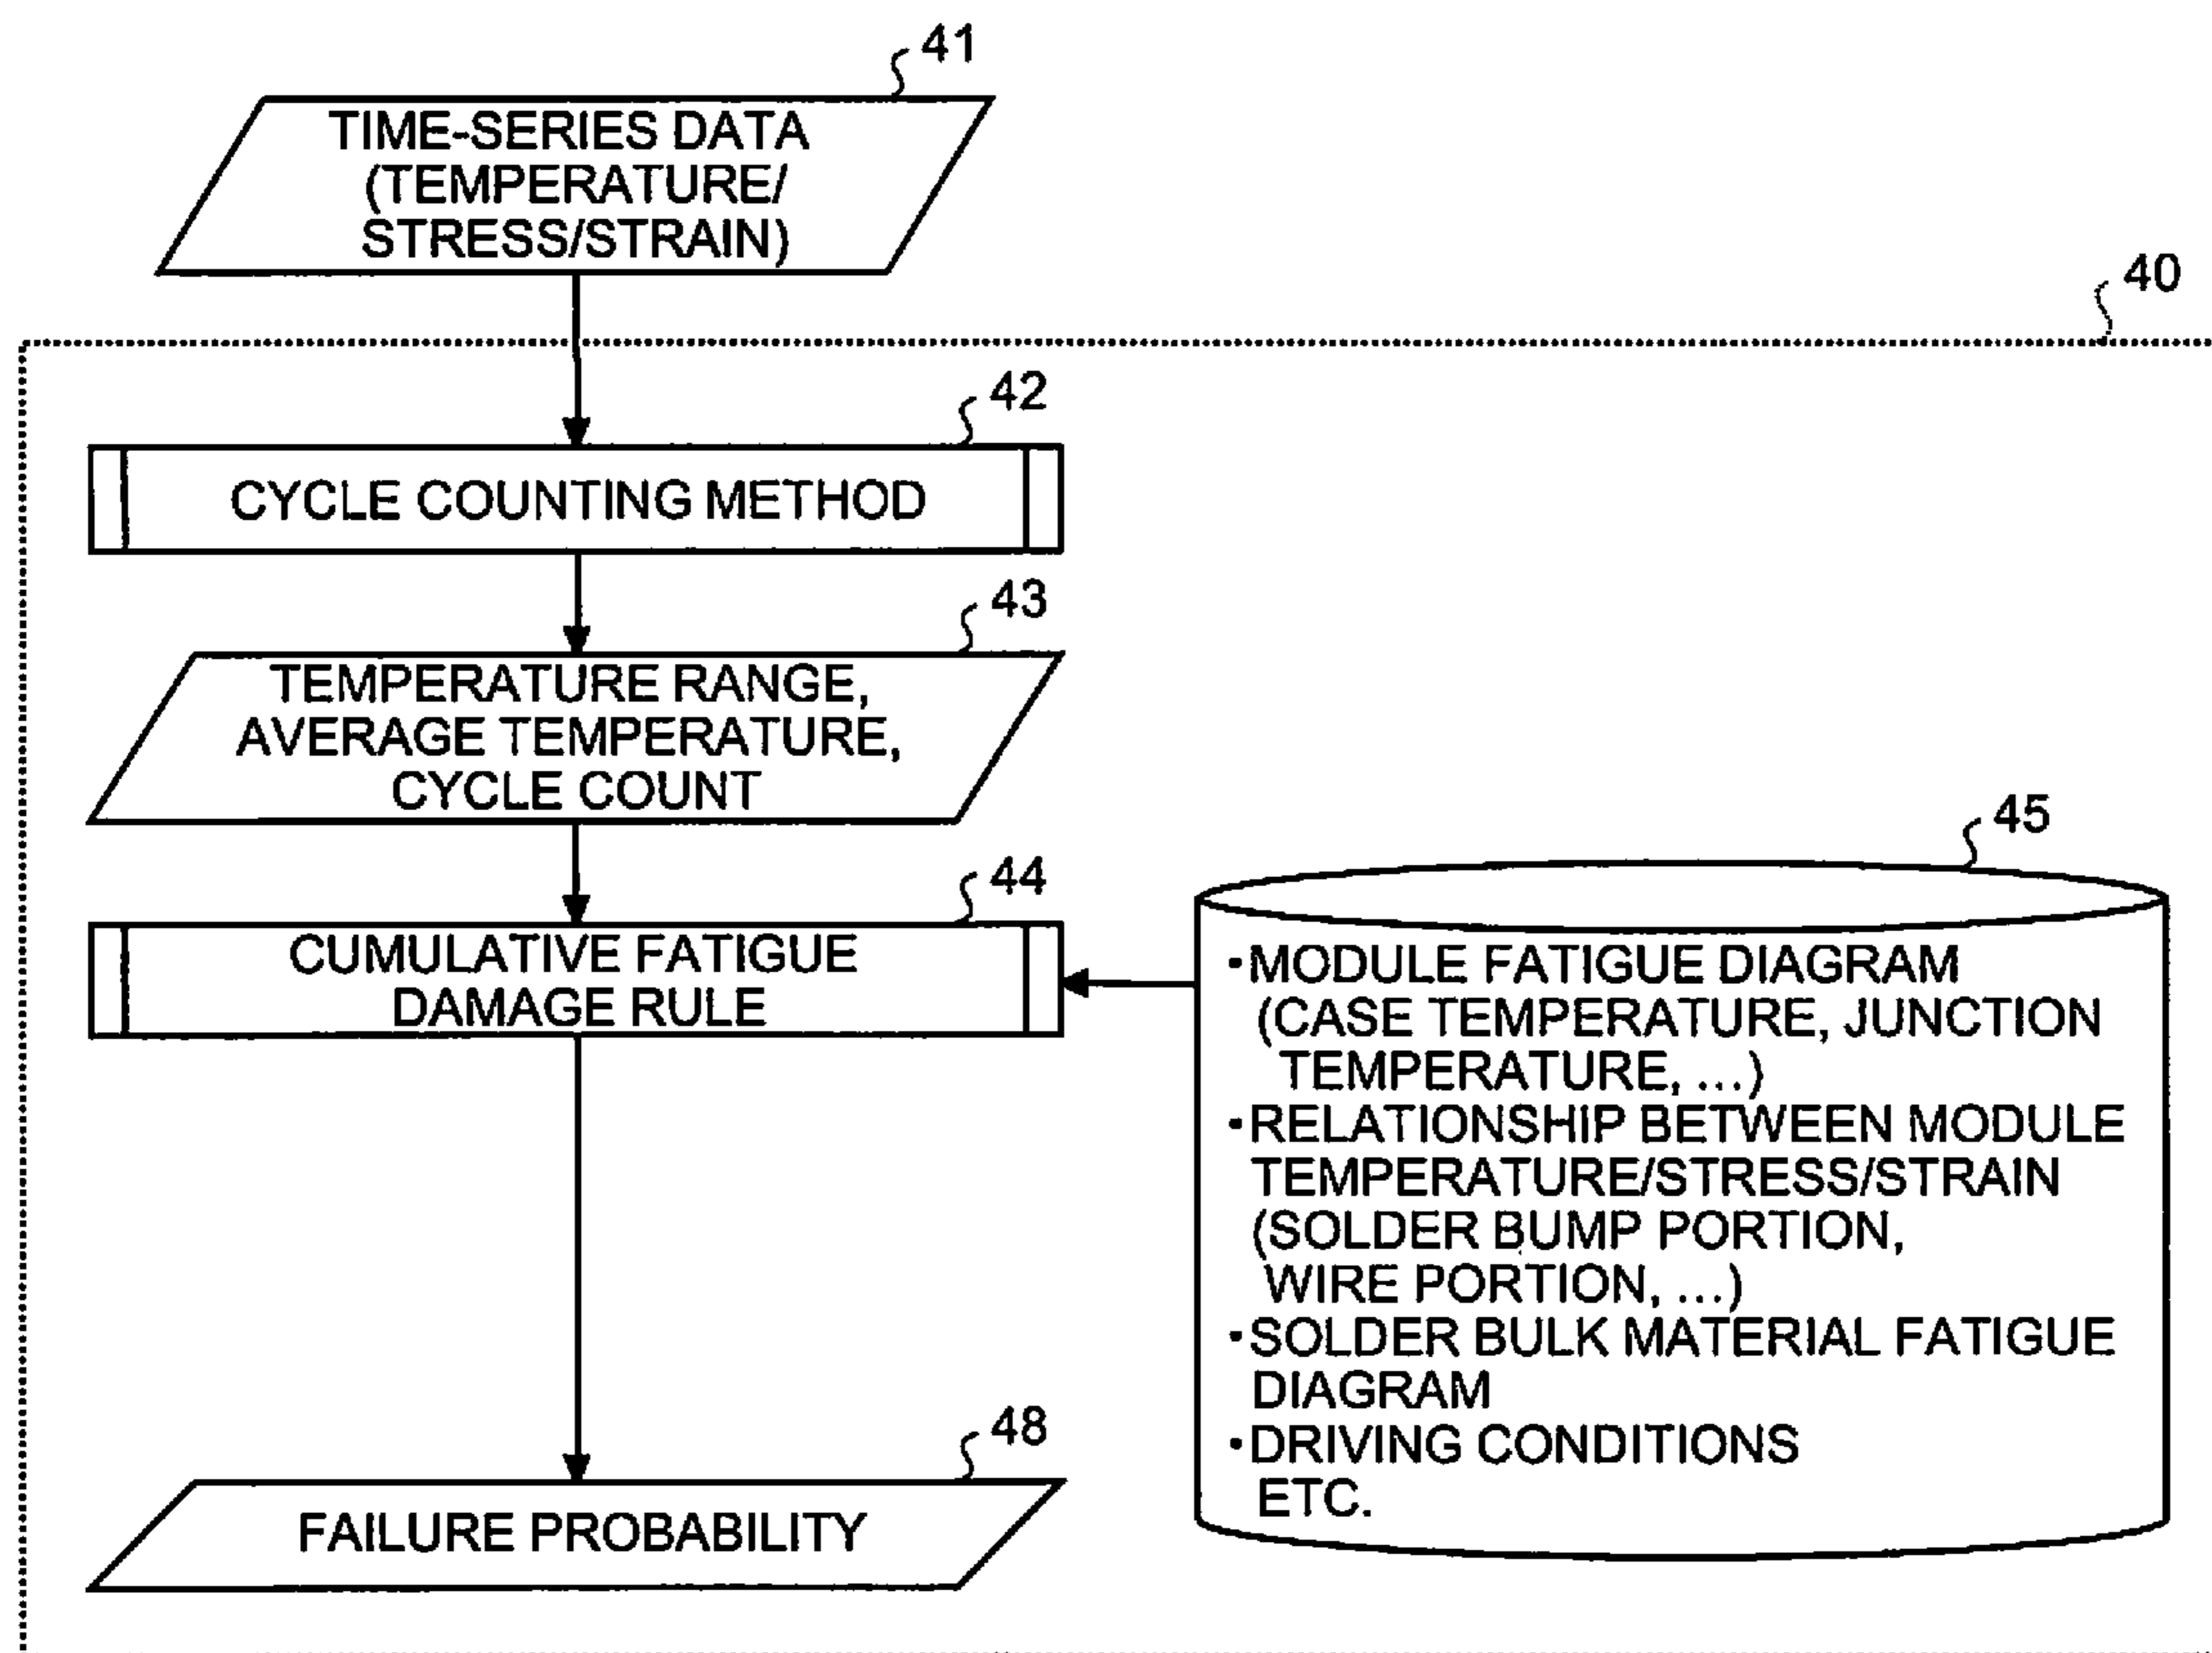 41
TIME-SERIES DATA
(TEMPERATURE/
STRESS/STRAIN)
40
42
CYCLE COUNTING METHOD
43
TEMPERATURE RANGE,
AVERAGE TEMPERATURE,
CYCLE COUNT
44
CUMULATIVE FATIGUE
DAMAGE RULE
45
・MODULE FATIGUE DIAGRAM
(CASE TEMPERATURE, JUNCTION
TEMPERATURE, ...)
・RELATIONSHIP BETWEEN MODULE
TEMPERATURE/STRESS/STRAIN
(SOLDER BUMP PORTION,
WIRE PORTION, ...)
・SOLDER BULK MATERIAL FATIGUE
DIAGRAM
・DRIVING CONDITIONS
ETC.
48
FAILURE PROBABILITY